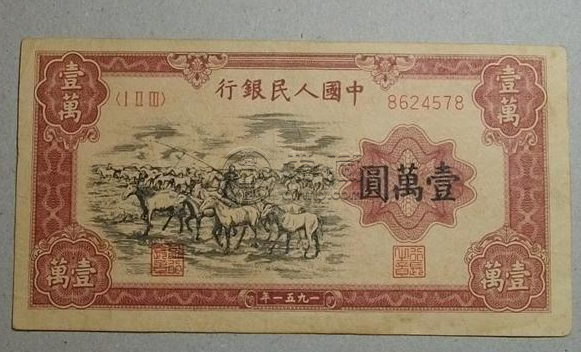 行銀民人國中
〈I II III〉
8624578
壹萬
壹萬
圓萬壹
萬壹
壹萬
年一五九一